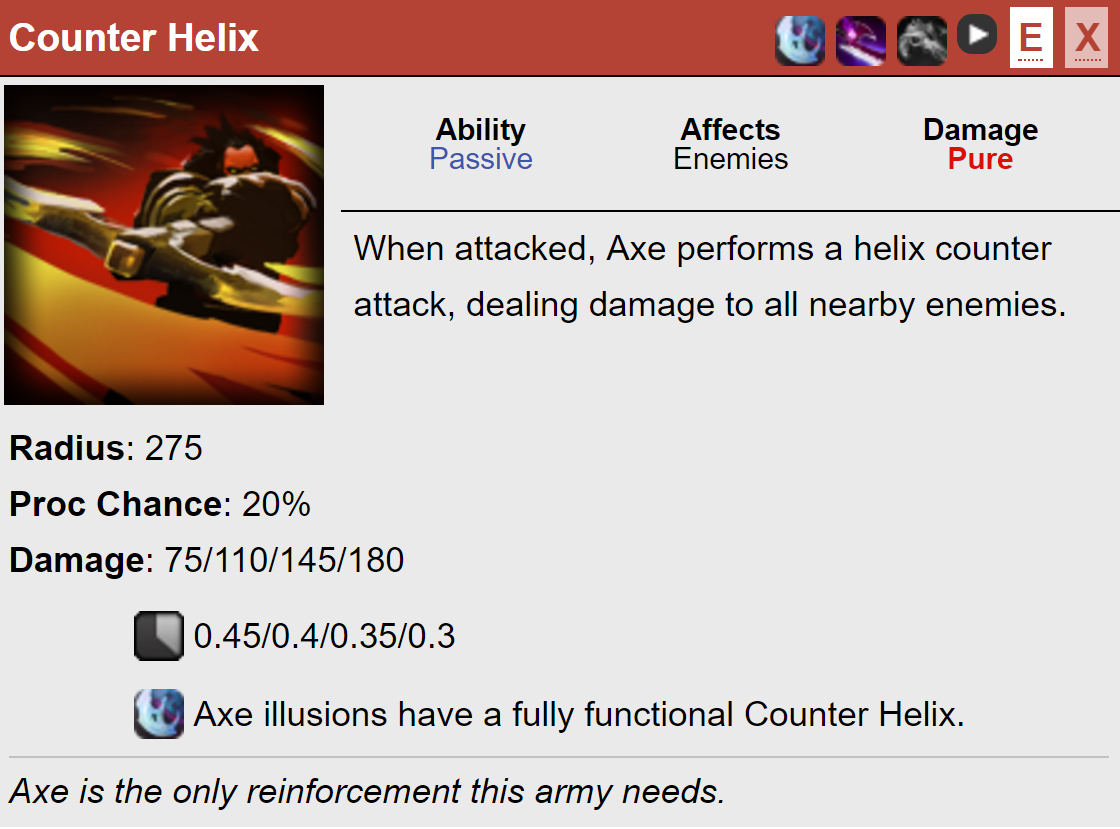 Counter Helix
E X
Ability Affects Damage
Passive Enemies Pure
When attacked, Axe performs a helix counter
attack, dealing damage to all nearby enemies.
Radius: 275
Proc Chance: 20%
Damage: 75/110/145/180
0.45/0.4/0.35/0.3
Axe illusions have a fully functional Counter Helix.
Axe is the only reinforcement this army needs.